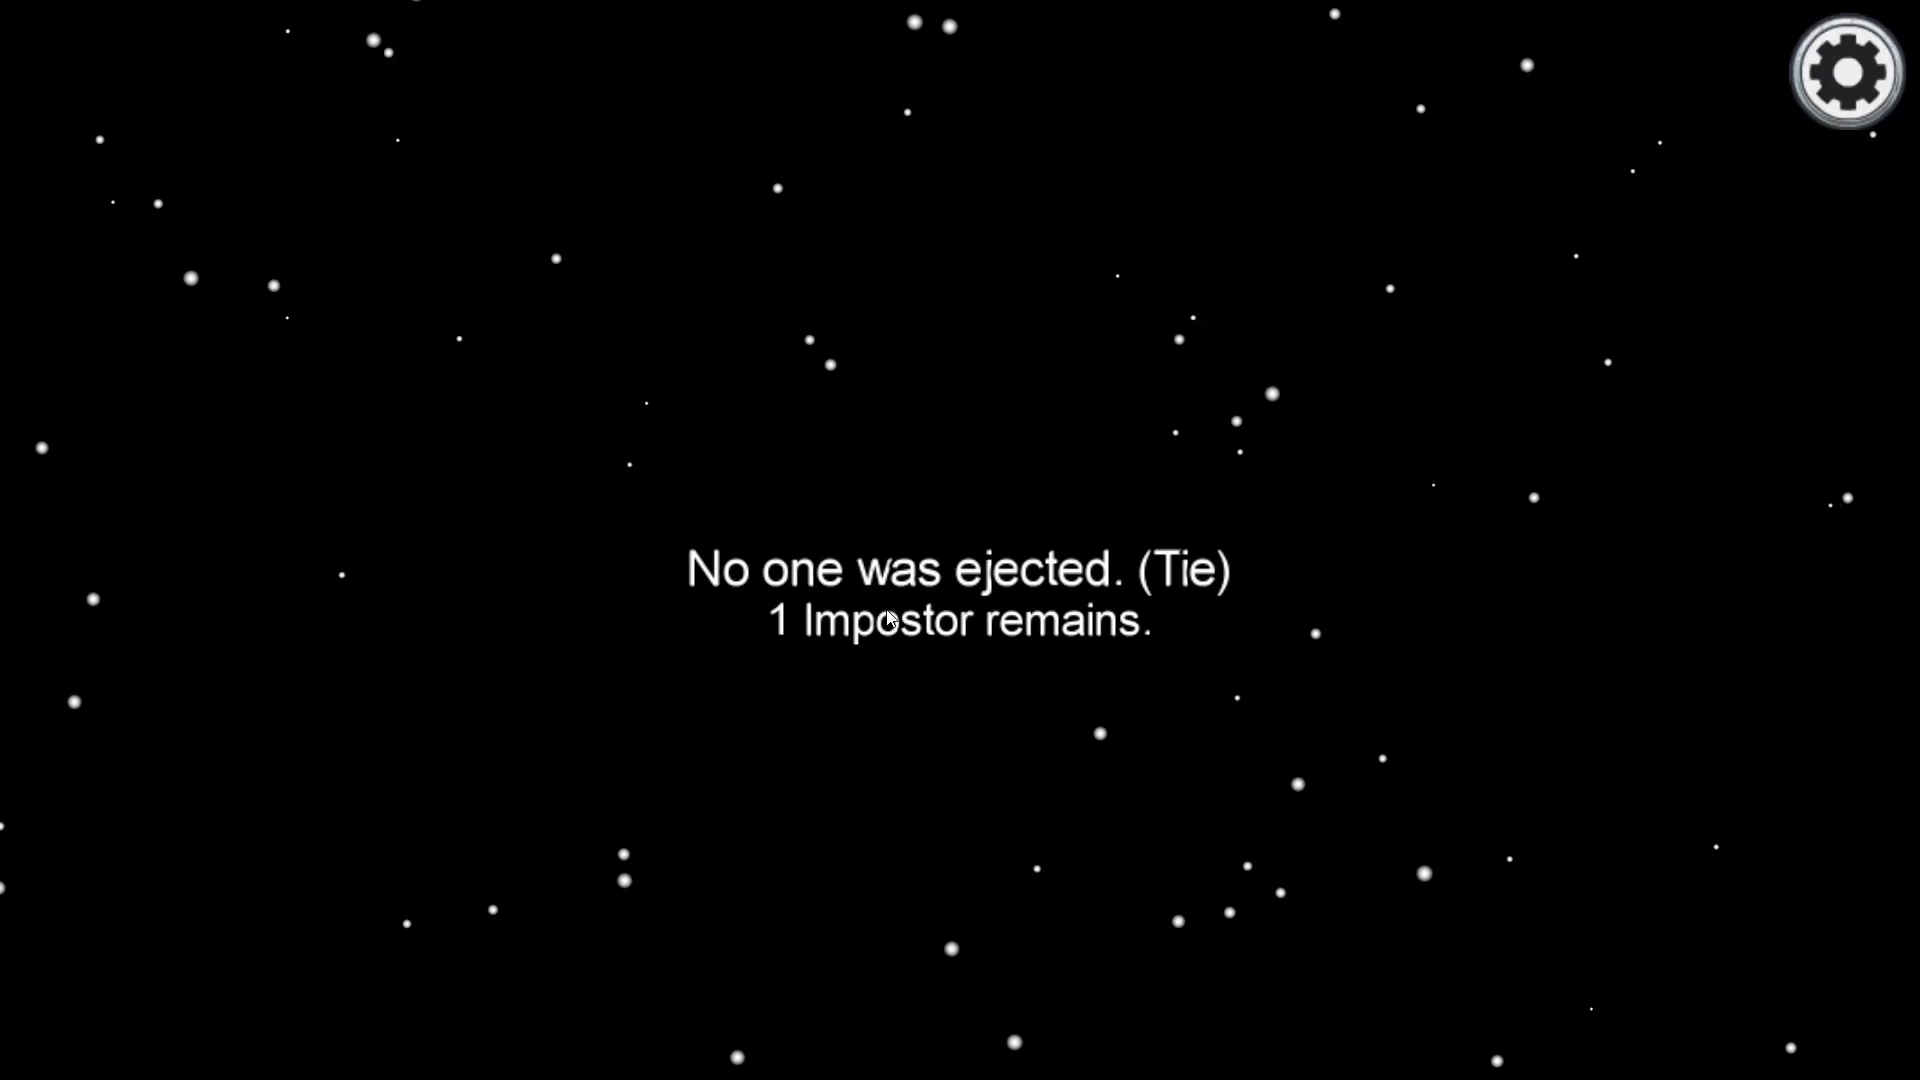 No one was ejected. (Tie)
1 Impostor remains.